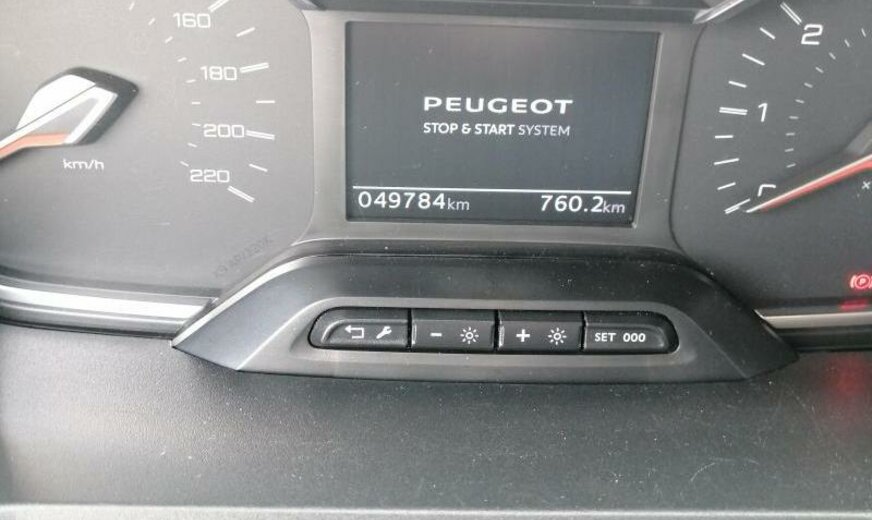 160
180
200
220
km/h
PEUGEOT
STOP & START SYSTEM
049784km 760.2km
2
1
SET 000